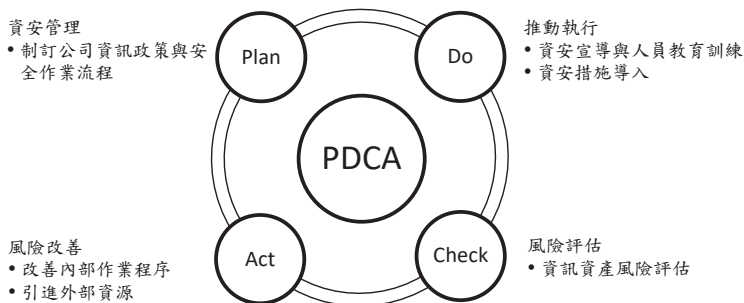 資安管理
• 制訂公司資訊政策與安
全作業流程
Plan
Do
推動執行
• 資安宣導與人員教育訓練
• 資安措施導入
PDCA
風險改善
• 改善內部作業程序
• 引進外部資源
Act
Check
風險評估
• 資訊資產風險評估